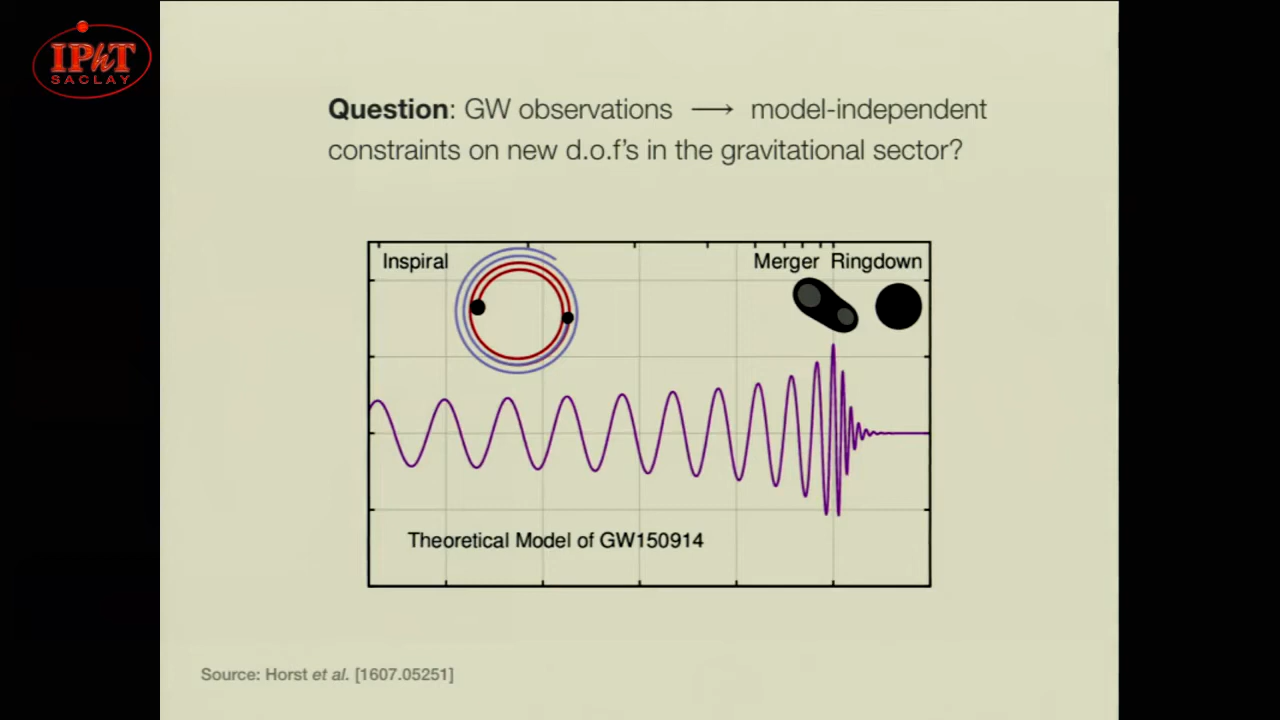 IPhT
SACLAY
Question: GW observations ⟶ model-independent
constraints on new d.o.f's in the gravitational sector?
Inspiral
Merger Ringdown
Theoretical Model of GW150914
Source: Horst et al. [1607.05251]